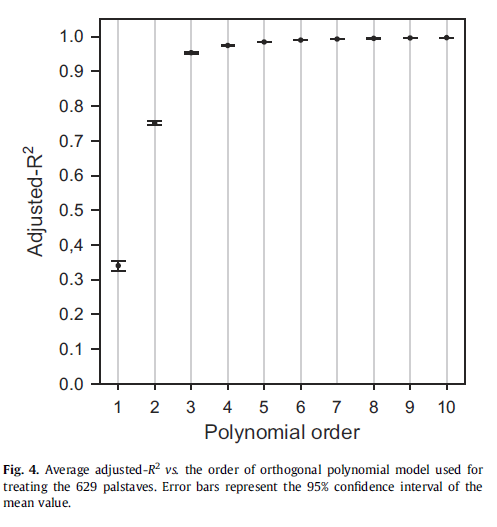 1.0
0.9
0.8
0.7
0.6
0.5
0,4
0.3
0.2
0.1
0.0
Adjusted-R²
1 2 3 4 5 6 7 8 9 10
Polynomial order
Fig. 4. Average adjusted-R² vs. the order of orthogonal polynomial model used for
treating the 629 palstaves. Error bars represent the 95% confidence interval of the
mean value.